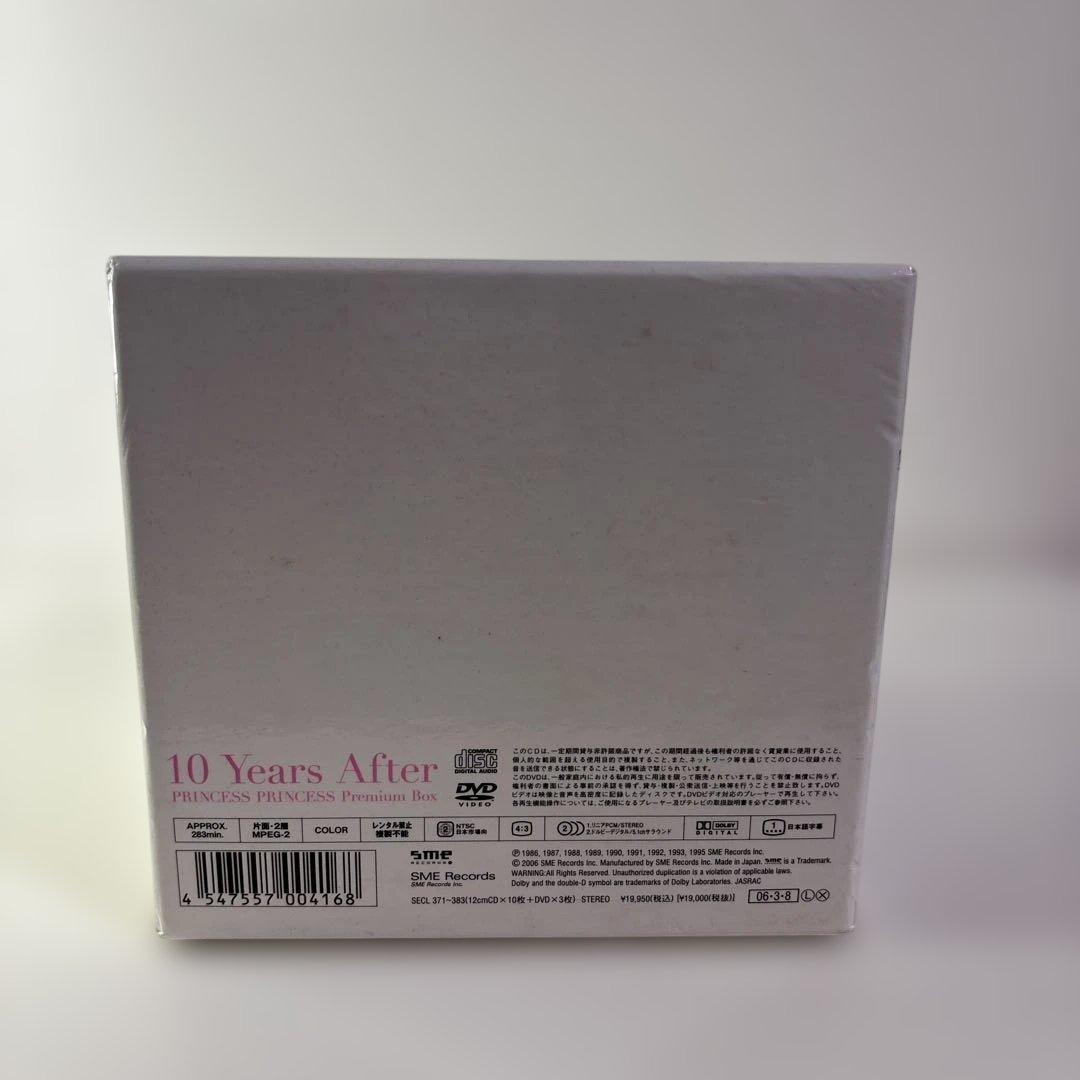 10 Years After
PRINCESS PRINCESS Premium Box
COMPACT
disc
DIGITAL AUDIO
DVD
VIDEO
このCDは、一定期間貸与非許諾商品ですが、この期間経過後も権利者の許諾なく賃貸業に使用すること、
個人的な範囲を超える使用目的で複製すること、また、ネットワーク等を通じてこのCDに収録された
音を送信できる状態にすることは、著作権法で禁じられています。
このDVDは、一般家庭内における私的再生に用途を限って販売されています。従って有償・無償に拘らず、
権利者の書面による事前の承認を得ず、貸与・複製・公衆送信・上映等を行うことを禁止致します。DVD
ビデオは映像と音声を高密度に記録したディスクです。DVDビデオ対応のプレーヤーで再生して下さい。
各再生機能操作については、ご使用になるプレーヤー及びテレビの取扱説明書を必ずご参照下さい。
APPROX.
283min.
片面・2層
MPEG-2
COLOR
レンタル禁止
複製不能
2
NTSC
日本市場向
4:3
2
1.リニアPCM/STEREO
2.ドルビーデジタル/5.1chサラウンド
DOLBY
DIGITAL
1
日本語字幕
4 547557 004168
sme
RECORDS
SME Records
SME Records Inc.
Ⓟ 1986, 1987, 1988, 1989, 1990, 1991, 1992, 1993, 1995 SME Records Inc.
Ⓒ 2006 SME Records Inc. Manufactured by SME Records Inc. Made in Japan. sme is a Trademark.
WARNING:All Rights Reserved. Unauthorized duplication is a violation of applicable laws.
Dolby and the double-D symbol are trademarks of Dolby Laboratories. JASRAC
SECL 371~383(12cmCD×10枚+DVD×3枚) STEREO ¥19,950(税込) [¥19,000(税抜)] 06・3・8 Ⓛ Ⓧ